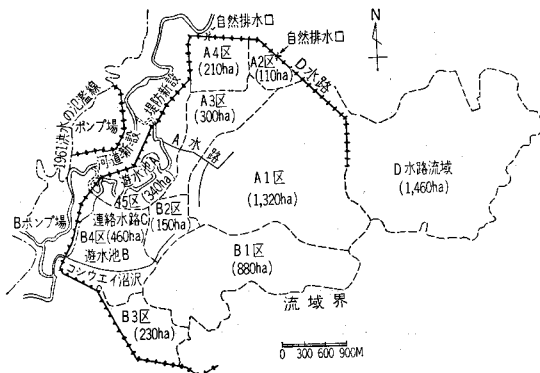 自然排水口
自然排水口
N
A4区
(210ha)
A2区
(110ha)
D水路
A3区
(300ha)
堤防新設
河道新設
1961洪水の氾濫線
ポンプ場
A水路
遊水池A
A5区
340ha
A1区
(1,320ha)
D水路流域
(1,460ha)
Bポンプ場
連絡水路C
B4区(460ha)
遊水池B
B2区
(150ha)
B1区
(880ha)
コシウエイ沼沢
流域界
B3区
(230ha)
0 300 600 900M